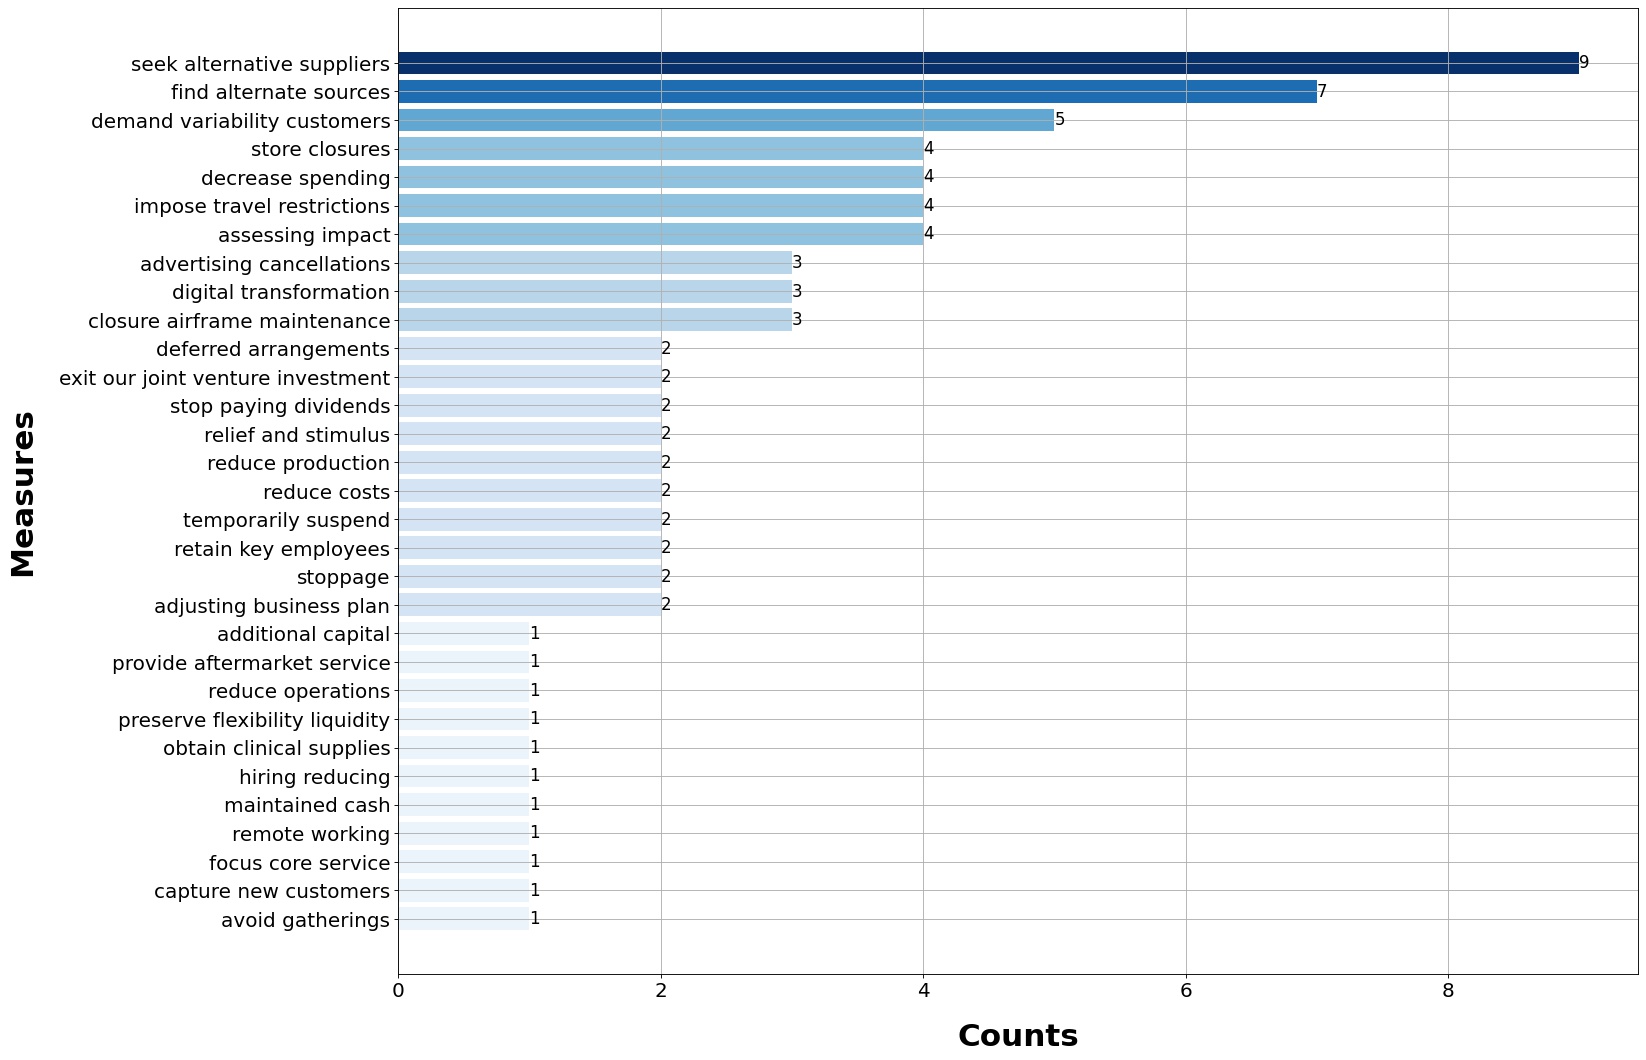 seek alternative suppliers 9
find alternate sources 7
demand variability customers 5
store closures 4
decrease spending 4
impose travel restrictions 4
assessing impact 4
advertising cancellations 3
digital transformation 3
closure airframe maintenance 3
deferred arrangements 2
exit our joint venture investment 2
stop paying dividends 2
relief and stimulus 2
reduce production 2
reduce costs 2
temporarily suspend 2
retain key employees 2
stoppage 2
adjusting business plan 2
additional capital 1
provide aftermarket service 1
reduce operations 1
preserve flexibility liquidity 1
obtain clinical supplies 1
hiring reducing 1
maintained cash 1
remote working 1
focus core service 1
capture new customers 1
avoid gatherings 1
Measures
0 2 4 6 8
Counts